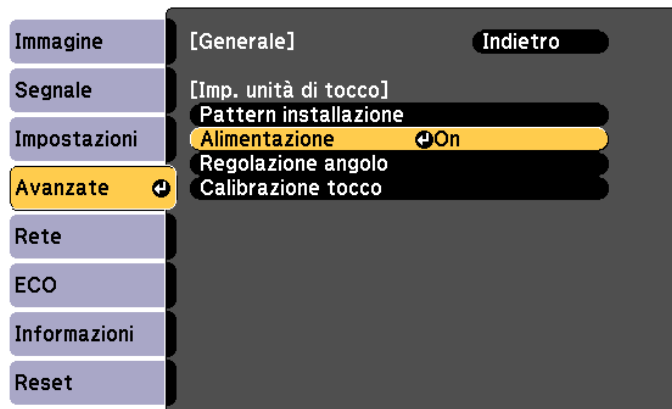 Immagine
Segnale
Impostazioni
Avanzate
Rete
ECO
Informazioni
Reset
[Generale] Indietro
[Imp. unità di tocco]
Pattern installazione
Alimentazione On
Regolazione angolo
Calibrazione tocco